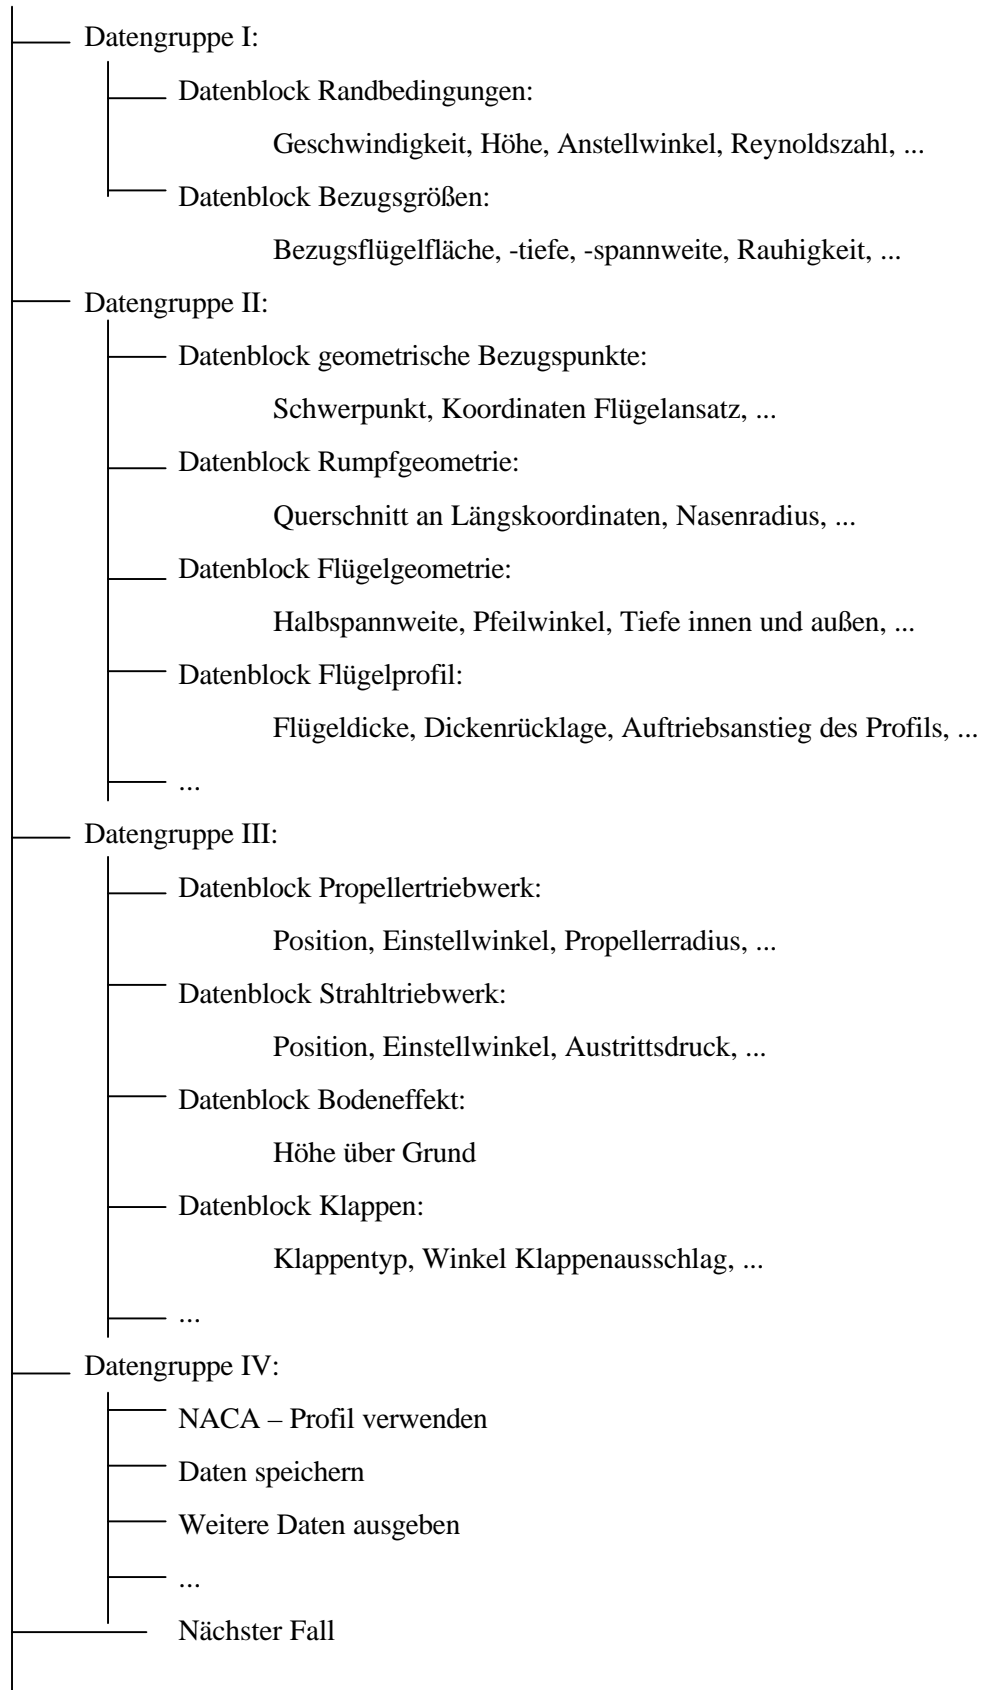 Datengruppe I:
Datenblock Randbedingungen:
Geschwindigkeit, Höhe, Anstellwinkel, Reynoldszahl, ...
Datenblock Bezugsgrößen:
Bezugsflügelfläche, -tiefe, -spannweite, Rauhigkeit, ...
Datengruppe II:
Datenblock geometrische Bezugspunkte:
Schwerpunkt, Koordinaten Flügelansatz, ...
Datenblock Rumpfgeometrie:
Querschnitt an Längskoordinaten, Nasenradius, ...
Datenblock Flügelgeometrie:
Halbspannweite, Pfeilwinkel, Tiefe innen und außen, ...
Datenblock Flügelprofil:
Flügeldicke, Dickenrücklage, Auftriebsanstieg des Profils, ...
...
Datengruppe III:
Datenblock Propellertriebwerk:
Position, Einstellwinkel, Propellerradius, ...
Datenblock Strahltriebwerk:
Position, Einstellwinkel, Austrittsdruck, ...
Datenblock Bodeneffekt:
Höhe über Grund
Datenblock Klappen:
Klappentyp, Winkel Klappenausschlag, ...
...
Datengruppe IV:
NACA – Profil verwenden
Daten speichern
Weitere Daten ausgeben
...
Nächster Fall